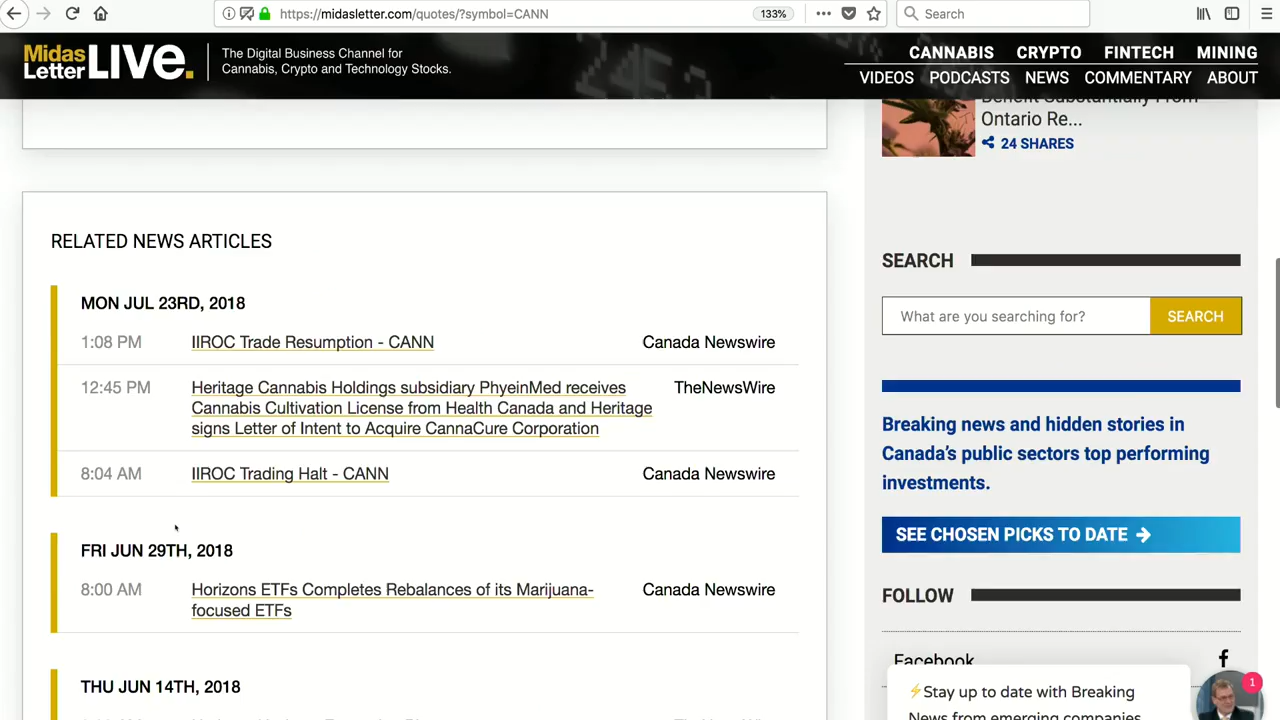 https://midasletter.com/quotes/?symbol=CANN
133%
Search
Midas Letter LIVE.
The Digital Business Channel for
Cannabis, Crypto and Technology Stocks.
CANNABIS CRYPTO FINTECH MINING
VIDEOS PODCASTS NEWS COMMENTARY ABOUT
Benefit Substantially From
Ontario Re...
24 SHARES
RELATED NEWS ARTICLES
MON JUL 23RD, 2018
1:08 PM IIROC Trade Resumption - CANN Canada Newswire
12:45 PM Heritage Cannabis Holdings subsidiary PhyeinMed receives TheNewsWire
Cannabis Cultivation License from Health Canada and Heritage
signs Letter of Intent to Acquire CannaCure Corporation
8:04 AM IIROC Trading Halt - CANN Canada Newswire
FRI JUN 29TH, 2018
8:00 AM Horizons ETFs Completes Rebalances of its Marijuana- Canada Newswire
focused ETFs
THU JUN 14TH, 2018
SEARCH
What are you searching for? SEARCH
Breaking news and hidden stories in
Canada's public sectors top performing
investments.
SEE CHOSEN PICKS TO DATE
FOLLOW
Facebook
⚡Stay up to date with Breaking
News from emerging companies
1